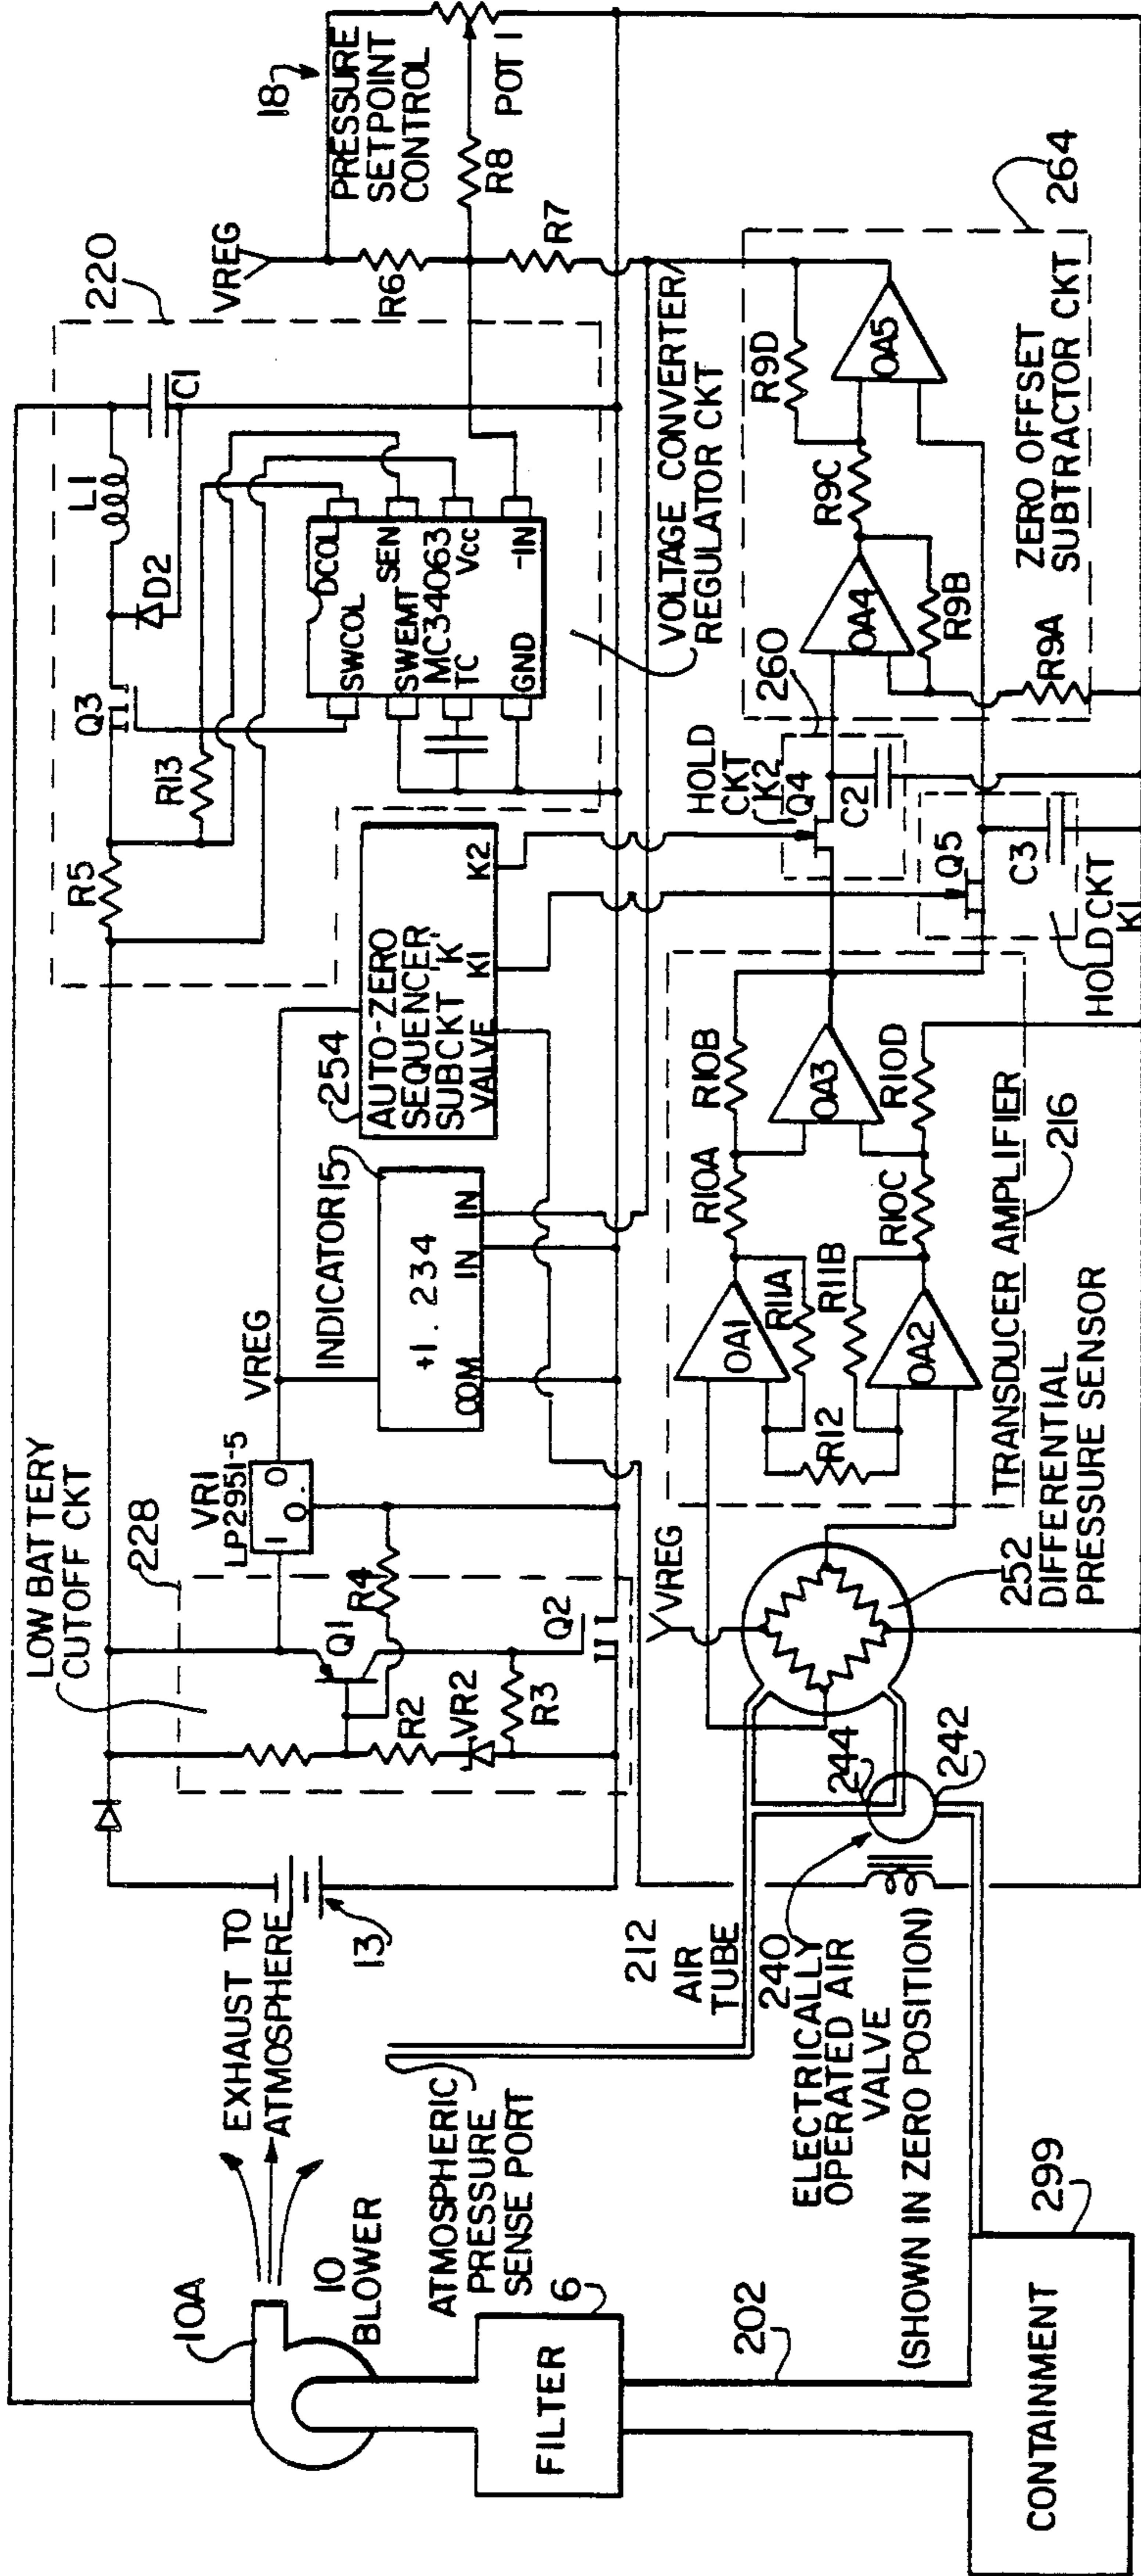 10A
EXHAUST TO
ATMOSPHERE
10
BLOWER
ATMOSPHERIC
PRESSURE
SENSE PORT
6
FILTER
202
CONTAINMENT
299
13
212
AIR
TUBE
240
ELECTRICALLY
OPERATED AIR
VALVE
(SHOWN IN ZERO POSITION)
244
242
LOW BATTERY
CUTOFF CKT
228
Q1
R2
VR2
R3
R4
Q2
VR1
LP2951-5
I
O
VREG
INDICATOR 15
+1.234
COM
IN
IN
254
AUTO-ZERO
SEQUENCER
SUBCKT 'K'
VALVE
K1
K2
VREG
252
DIFFERENTIAL
PRESSURE SENSOR
OA1
OA2
R11A
R11B
R12
R10A
R10B
R10C
R10D
OA3
TRANSDUCER AMPLIFIER
216
R5
R13
Q3
D2
L1
C1
SWCOL
DCOL
SWEMT
SEN
MC34063
TC
Vcc
GND
-IN
220
VOLTAGE CONVERTER/
REGULATOR CKT
VREG
R6
R7
R8
POT 1
18
PRESSURE
SETPOINT
CONTROL
HOLD
CKT
K2
Q4
C2
260
Q5
C3
HOLD CKT
K1
OA4
R9A
R9B
R9C
R9D
OA5
ZERO OFFSET
SUBTRACTOR CKT
264